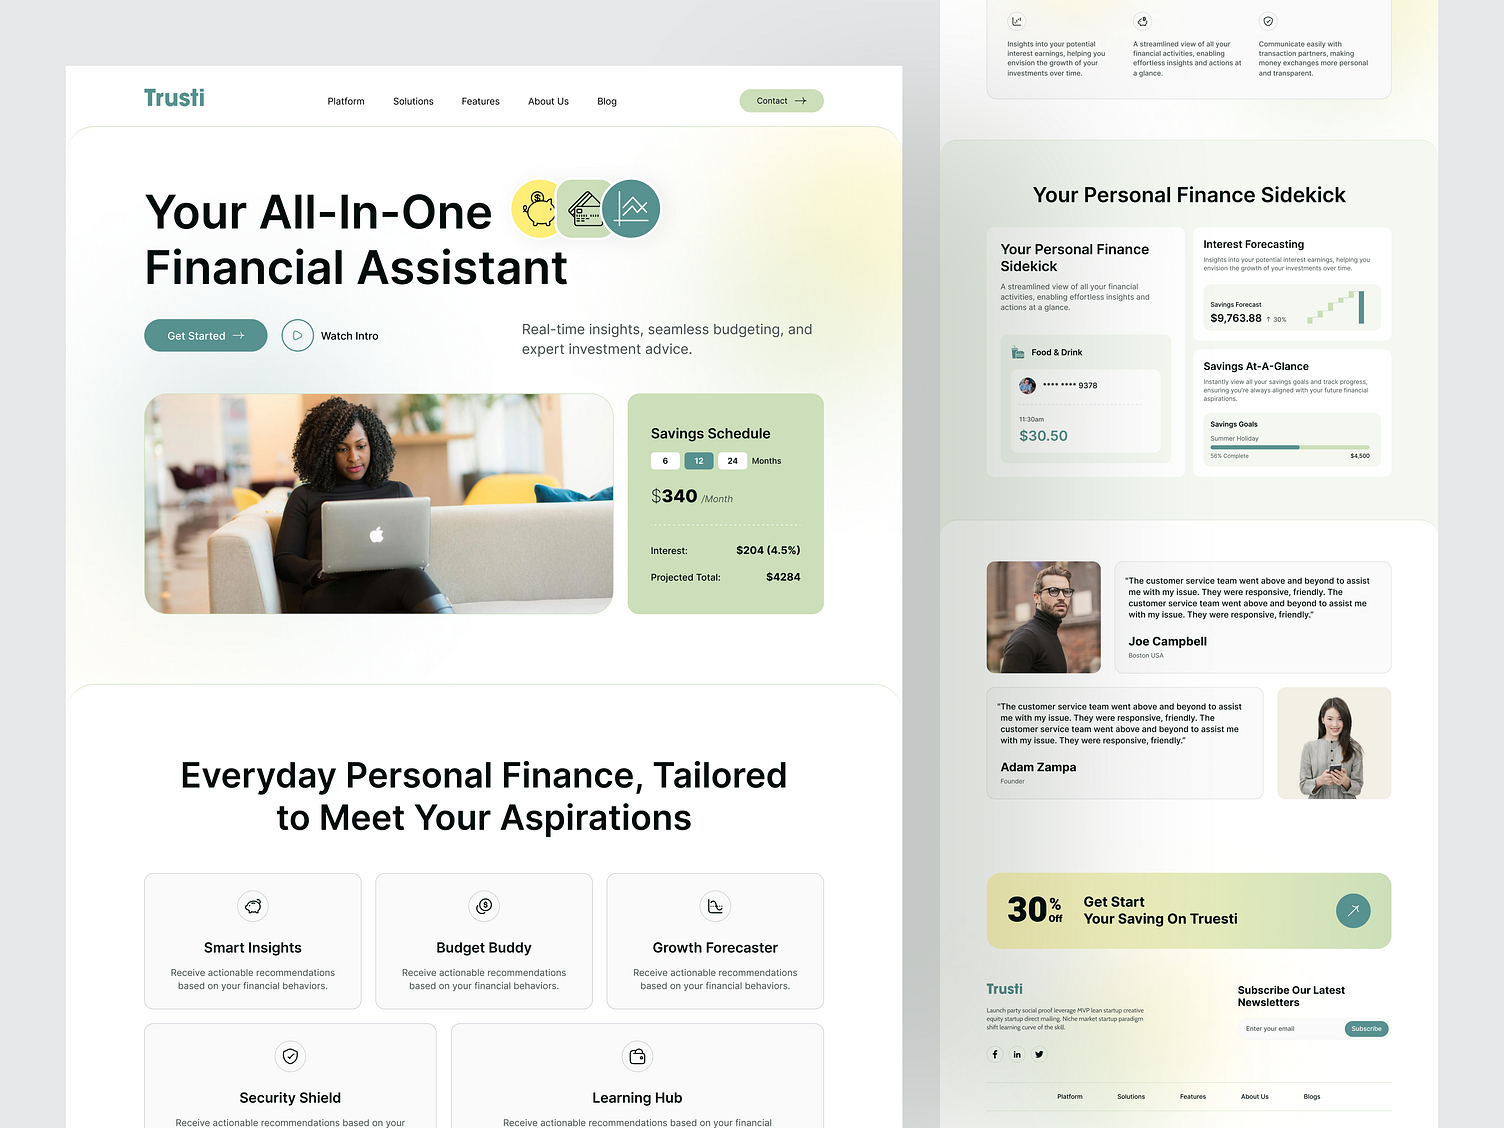 Trusti
Platform
Solutions
Features
About Us
Blog
Contact
Your All-In-One
Financial Assistant
Get Started
Watch Intro
Real-time insights, seamless budgeting, and
expert investment advice.
Savings Schedule
6
12
24
Months
$340 /Month
Interest:
$204 (4.5%)
Projected Total:
$4284
Everyday Personal Finance, Tailored
to Meet Your Aspirations
Smart Insights
Receive actionable recommendations
based on your financial behaviors.
Budget Buddy
Receive actionable recommendations
based on your financial behaviors.
Growth Forecaster
Receive actionable recommendations
based on your financial behaviors.
Security Shield
Receive actionable recommendations based on your
Learning Hub
Receive actionable recommendations based on your financial
Insights into your potential
interest earnings, helping you
envision the growth of your
investments over time.
A streamlined view of all your
financial activities, enabling
effortless insights and actions at
a glance.
Communicate easily with
transaction partners, making
money exchanges more personal
and transparent.
Your Personal Finance Sidekick
Your Personal Finance
Sidekick
A streamlined view of all your financial
activities, enabling effortless insights and
actions at a glance.
Food & Drink
**** **** 9378
11:30am
$30.50
Interest Forecasting
Insights into your potential interest earnings, helping you
envision the growth of your investments over time.
Savings Forecast
$9,763.88 ↑ 30%
Savings At-A-Glance
Instantly view all your savings goals and track progress,
ensuring you're always aligned with your future financial
aspirations.
Savings Goals
Summer Holiday
56% Complete
$4,500
"The customer service team went above and beyond to assist
me with my issue. They were responsive, friendly. The
customer service team went above and beyond to assist me
with my issue. They were responsive, friendly."
Joe Campbell
Boston USA
"The customer service team went above and beyond to assist
me with my issue. They were responsive, friendly. The
customer service team went above and beyond to assist me
with my issue. They were responsive, friendly."
Adam Zampa
Founder
30% Off
Get Start
Your Saving On Truesti
Trusti
Launch party social proof leverage MVP lean startup creative
equity startup direct mailing. Niche market startup paradigm
shift learning curve of the skill.
Subscribe Our Latest
Newsletters
Enter your email
Subscribe
Platform
Solutions
Features
About Us
Blogs